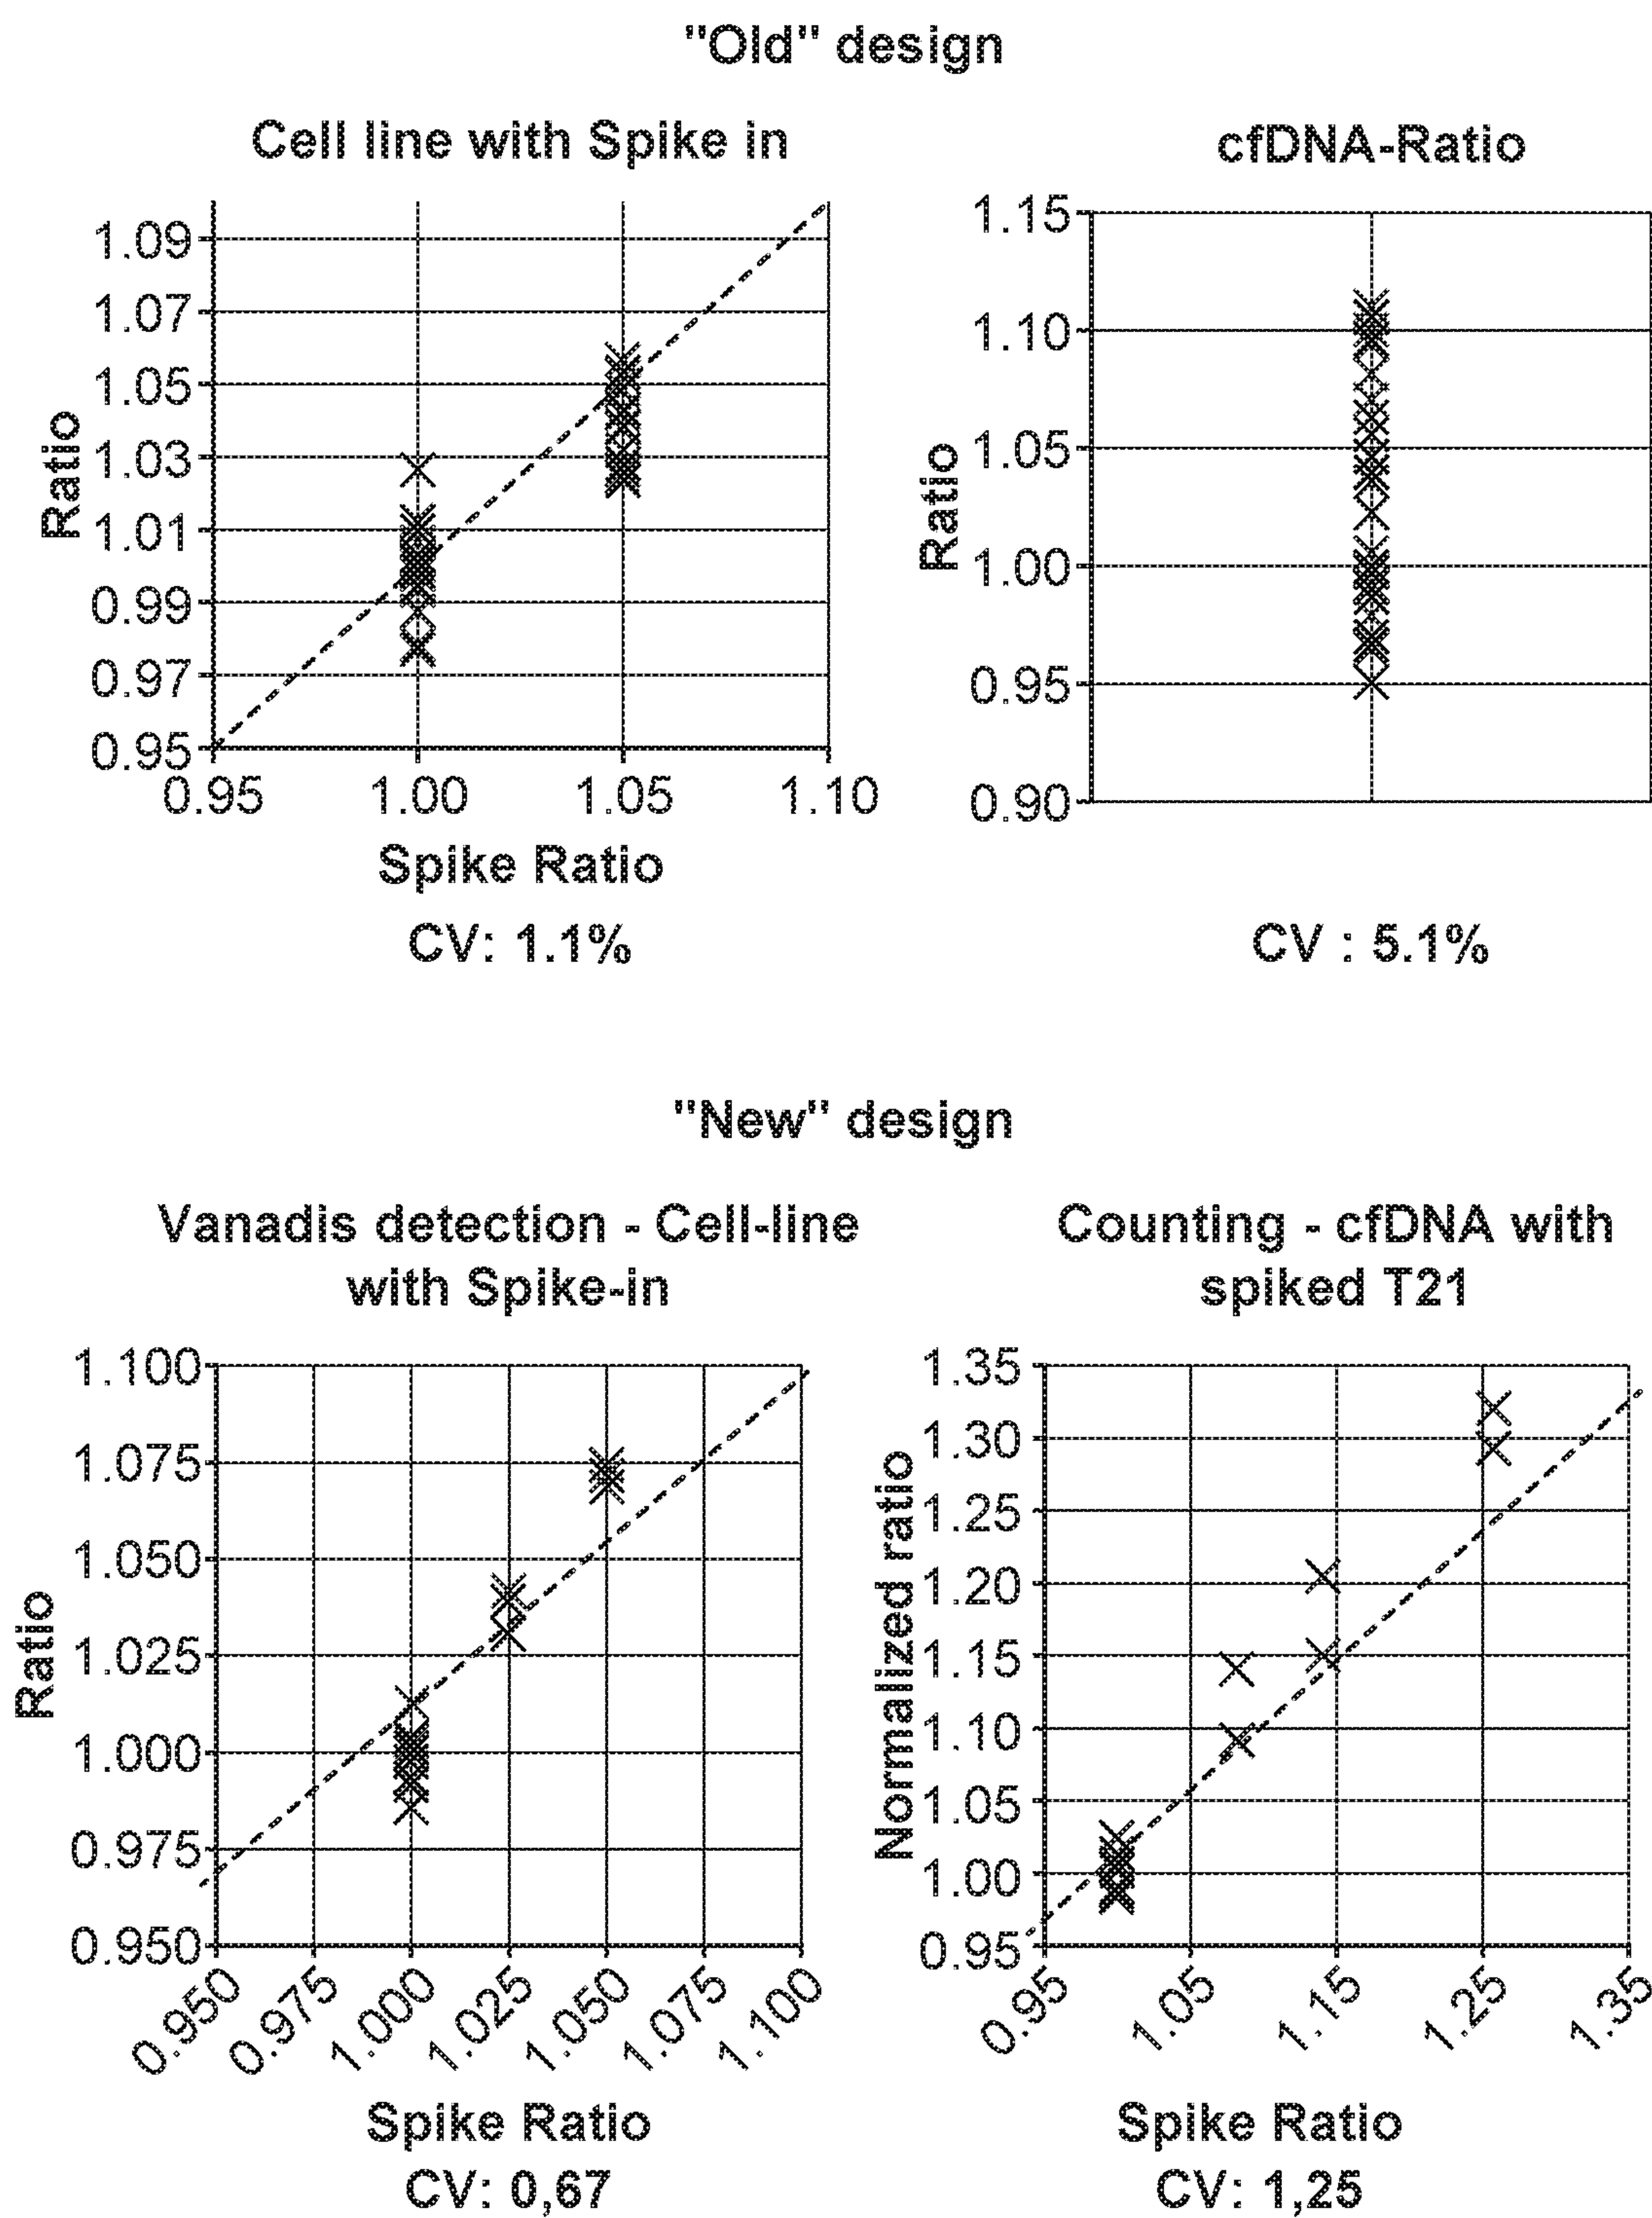 "Old" design
Cell line with Spike in
1.09
1.07
1.05
1.03
1.01
0.99
0.97
0.95
Ratio
0.95 1.00 1.05 1.10
Spike Ratio
CV: 1.1%
cfDNA-Ratio
1.15
1.10
1.05
1.00
0.95
0.90
Ratio
CV : 5.1%
"New" design
Vanadis detection - Cell-line
with Spike-in
1.100
1.075
1.050
1.025
1.000
0.975
0.950
Ratio
0.950 0.975 1.000 1.025 1.050 1.075 1.100
Spike Ratio
CV: 0,67
Counting - cfDNA with
spiked T21
1.35
1.30
1.25
1.20
1.15
1.10
1.05
1.00
0.95
Normalized ratio
0.95 1.05 1.15 1.25 1.35
Spike Ratio
CV: 1,25